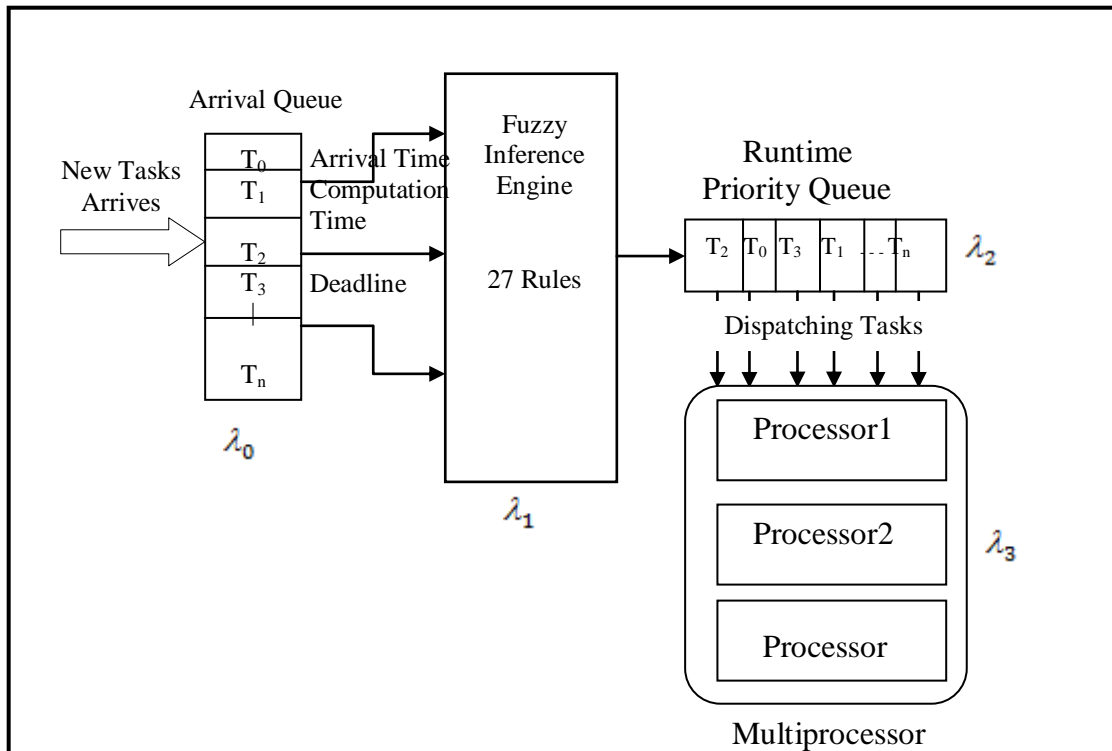 Arrival Queue
New Tasks
Arrives
T₀
T₁
T₂
T₃
Tₙ
λ₀
Arrival Time
Computation
Time
Deadline
Fuzzy
Inference
Engine
27 Rules
λ₁
Runtime
Priority Queue
T₂ T₀ T₃ T₁ - - - Tₙ
λ₂
Dispatching Tasks
Processor1
Processor2
Processor
λ₃
Multiprocessor